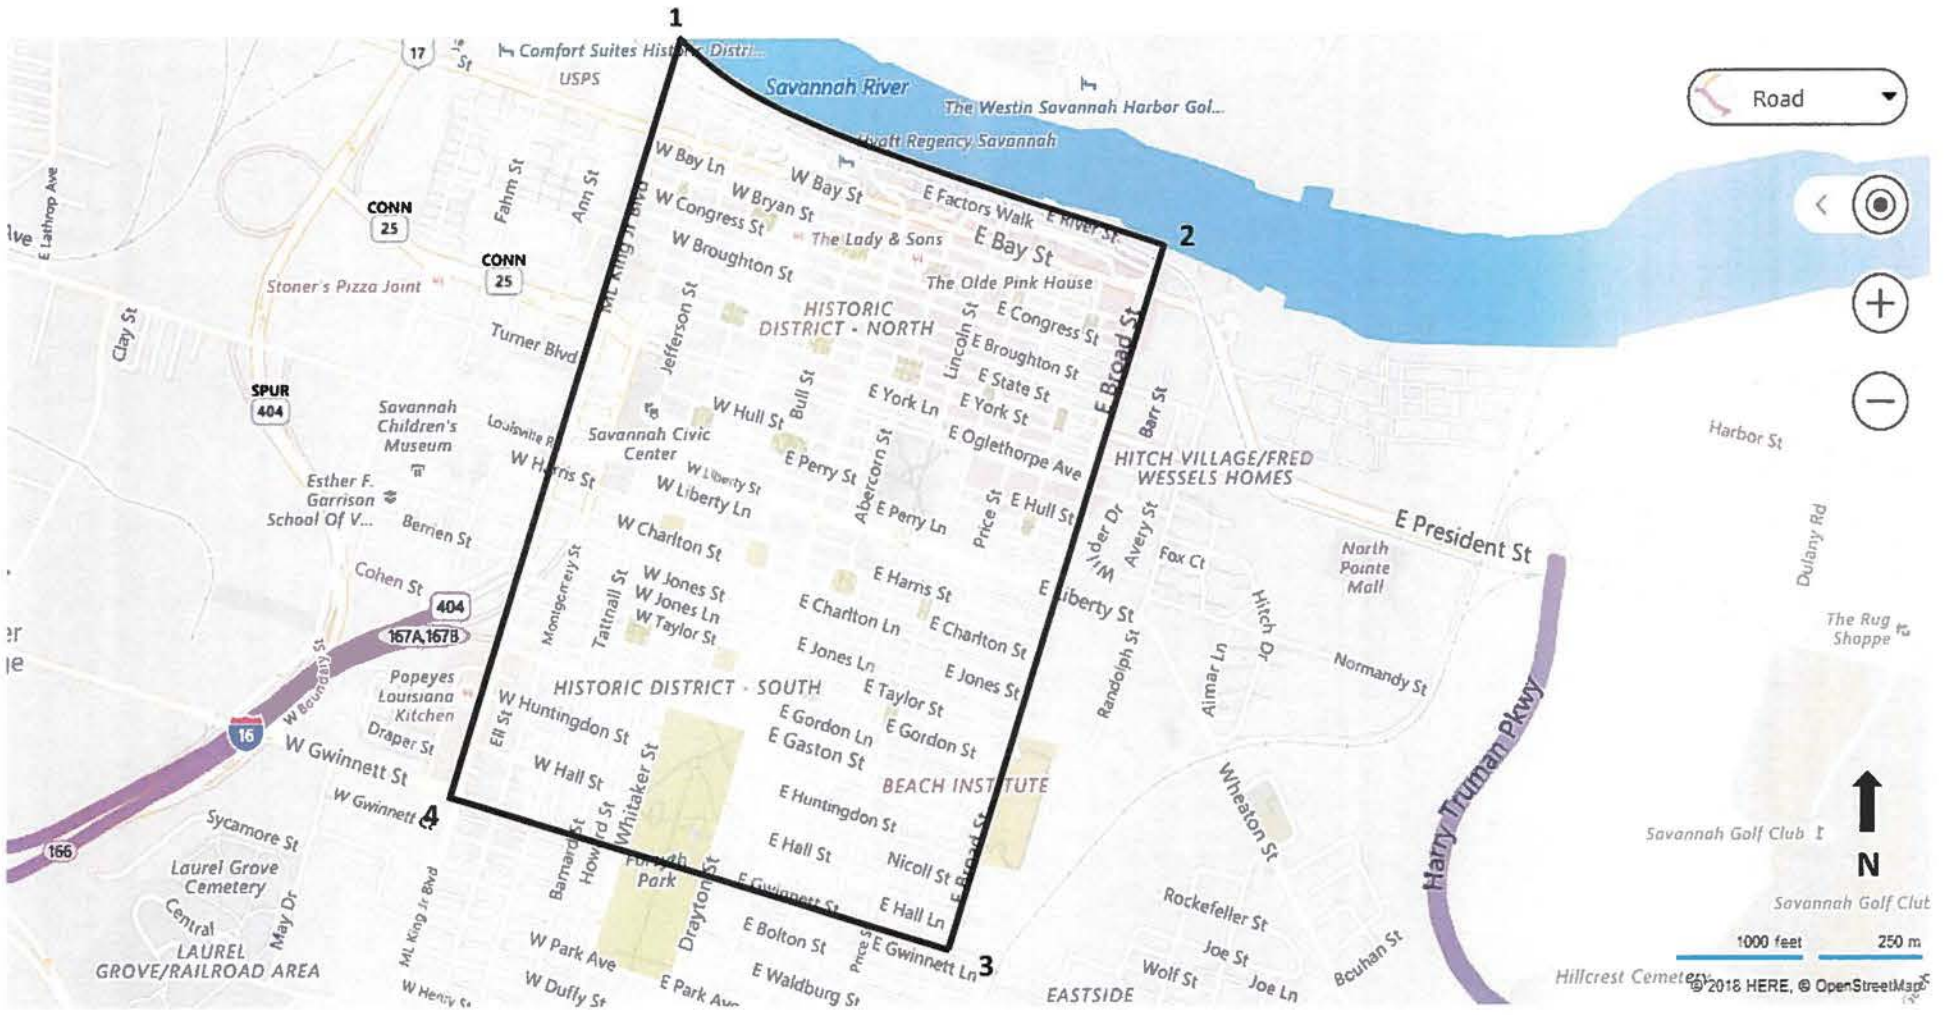 1
17
St
Comfort Suites Historic Distri...
USPS
Savannah River
The Westin Savannah Harbor Gol...
Hyatt Regency Savannah
Road
E Lathrop Ave
Fahm St
Ann St
W Bay Ln
W Bay St
W Bryan St
W Congress St
ML King Jr Blvd
E Factors Walk
E River St
2
CONN
25
Ave
The Lady & Sons
E Bay St
W Broughton St
CONN
25
Stoner's Pizza Joint
The Olde Pink House
Clay St
Turner Blvd
Jefferson St
HISTORIC
DISTRICT - NORTH
Lincoln St
E Congress St
E Broughton St
E Broad St
E State St
SPUR
404
Savannah
Children's
Museum
Bull St
W Hull St
E York Ln
E York St
Barr St
Louisville R
Savannah Civic
Center
E Oglethorpe Ave
Harbor St
W Harris St
W Liberty St
E Perry St
Abercorn St
HITCH VILLAGE/FRED
WESSELS HOMES
Esther F.
Garrison
School Of V...
W Liberty Ln
E Perry Ln
Price St
E Hull St
Berrien St
W Charlton St
Wilder Dr
Avery St
E President St
Dulany Rd
Fox Ct
North
Pointe
Mall
Cohen St
Montgomery St
Tattnall St
W Jones St
W Jones Ln
W Taylor St
E Harris St
E Liberty St
404
167A,167B
E Charlton Ln
E Charlton St
Hitch Dr
The Rug
Shoppe
er
ge
W Boundary St
E Jones Ln
E Jones St
Randolph St
Aimar Ln
Normandy St
Popeyes
Louisiana
Kitchen
HISTORIC DISTRICT - SOUTH
E Taylor St
16
W Huntingdon St
Ell St
E Gordon Ln
E Gordon St
E Gaston St
Draper St
W Gwinnett St
W Hall St
Whitaker St
BEACH INSTITUTE
Harry Truman Pkwy
W Gwinnett
4
E Huntingdon St
Wheaton St
Sycamore St
Barnard St
Howard St
E Broad St
Savannah Golf Club
166
Laurel Grove
Cemetery
Forsyth
Park
E Hall St
Nicoll St
N
ML King Jr Blvd
Drayton St
E Gwinnett St
Rockefeller St
Savannah Golf Club
Central
May Dr
E Hall Ln
LAUREL
GROVE/RAILROAD AREA
W Park Ave
E Bolton St
Price S
E Gwinnett Ln
3
Joe St
Bouhan St
1000 feet
250 m
W Henry St
W Duffy St
E Park Ave
E Waldburg St
EASTSIDE
Wolf St
Joe Ln
Hillcrest Cemetery
© 2018 HERE, © OpenStreetMap